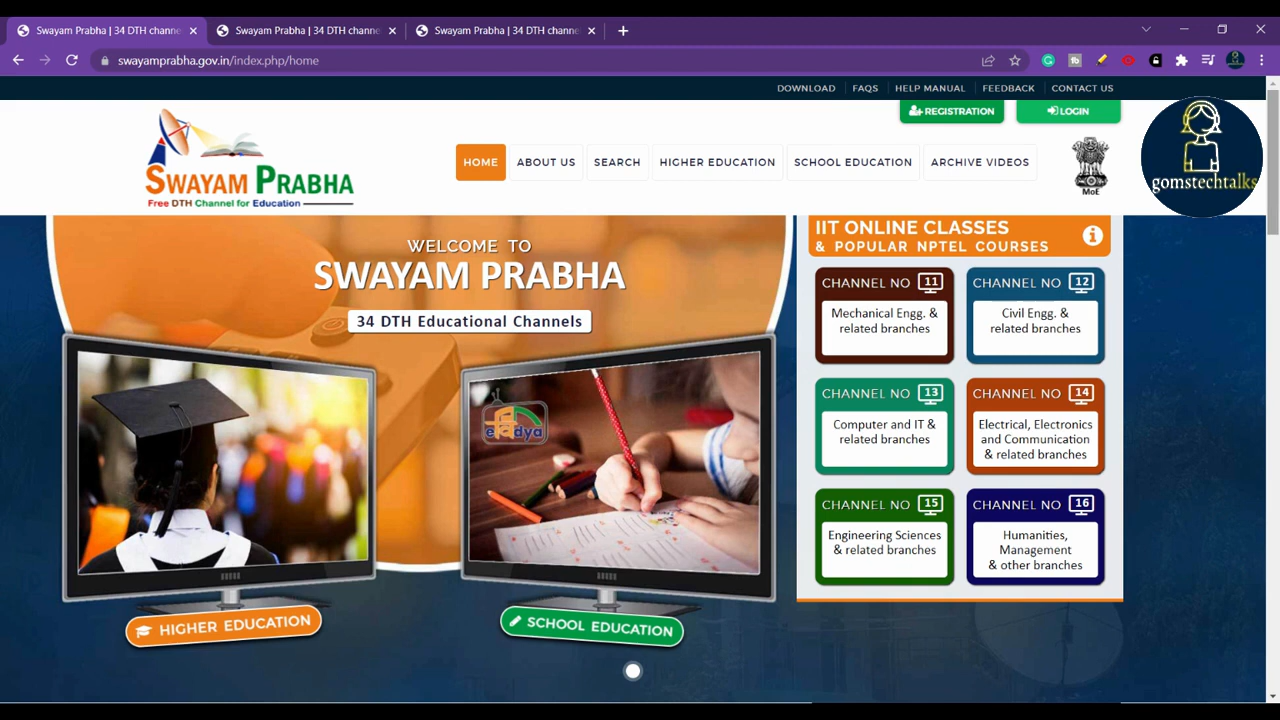 Swayam Prabha | 34 DTH channe
Swayam Prabha | 34 DTH channe
Swayam Prabha | 34 DTH channe
swayamprabha.gov.in/index.php/home
DOWNLOAD
FAQS
HELP MANUAL
FEEDBACK
CONTACT US
REGISTRATION
LOGIN
SWAYAM PRABHA
Free DTH Channel for Education
HOME
ABOUT US
SEARCH
HIGHER EDUCATION
SCHOOL EDUCATION
ARCHIVE VIDEOS
MoE
gomstechtalks
WELCOME TO
SWAYAM PRABHA
34 DTH Educational Channels
HIGHER EDUCATION
SCHOOL EDUCATION
IIT ONLINE CLASSES
& POPULAR NPTEL COURSES
CHANNEL NO 11
Mechanical Engg. &
related branches
CHANNEL NO 12
Civil Engg. &
related branches
CHANNEL NO 13
Computer and IT &
related branches
CHANNEL NO 14
Electrical, Electronics
and Communication
& related branches
CHANNEL NO 15
Engineering Sciences
& related branches
CHANNEL NO 16
Humanities,
Management
& other branches